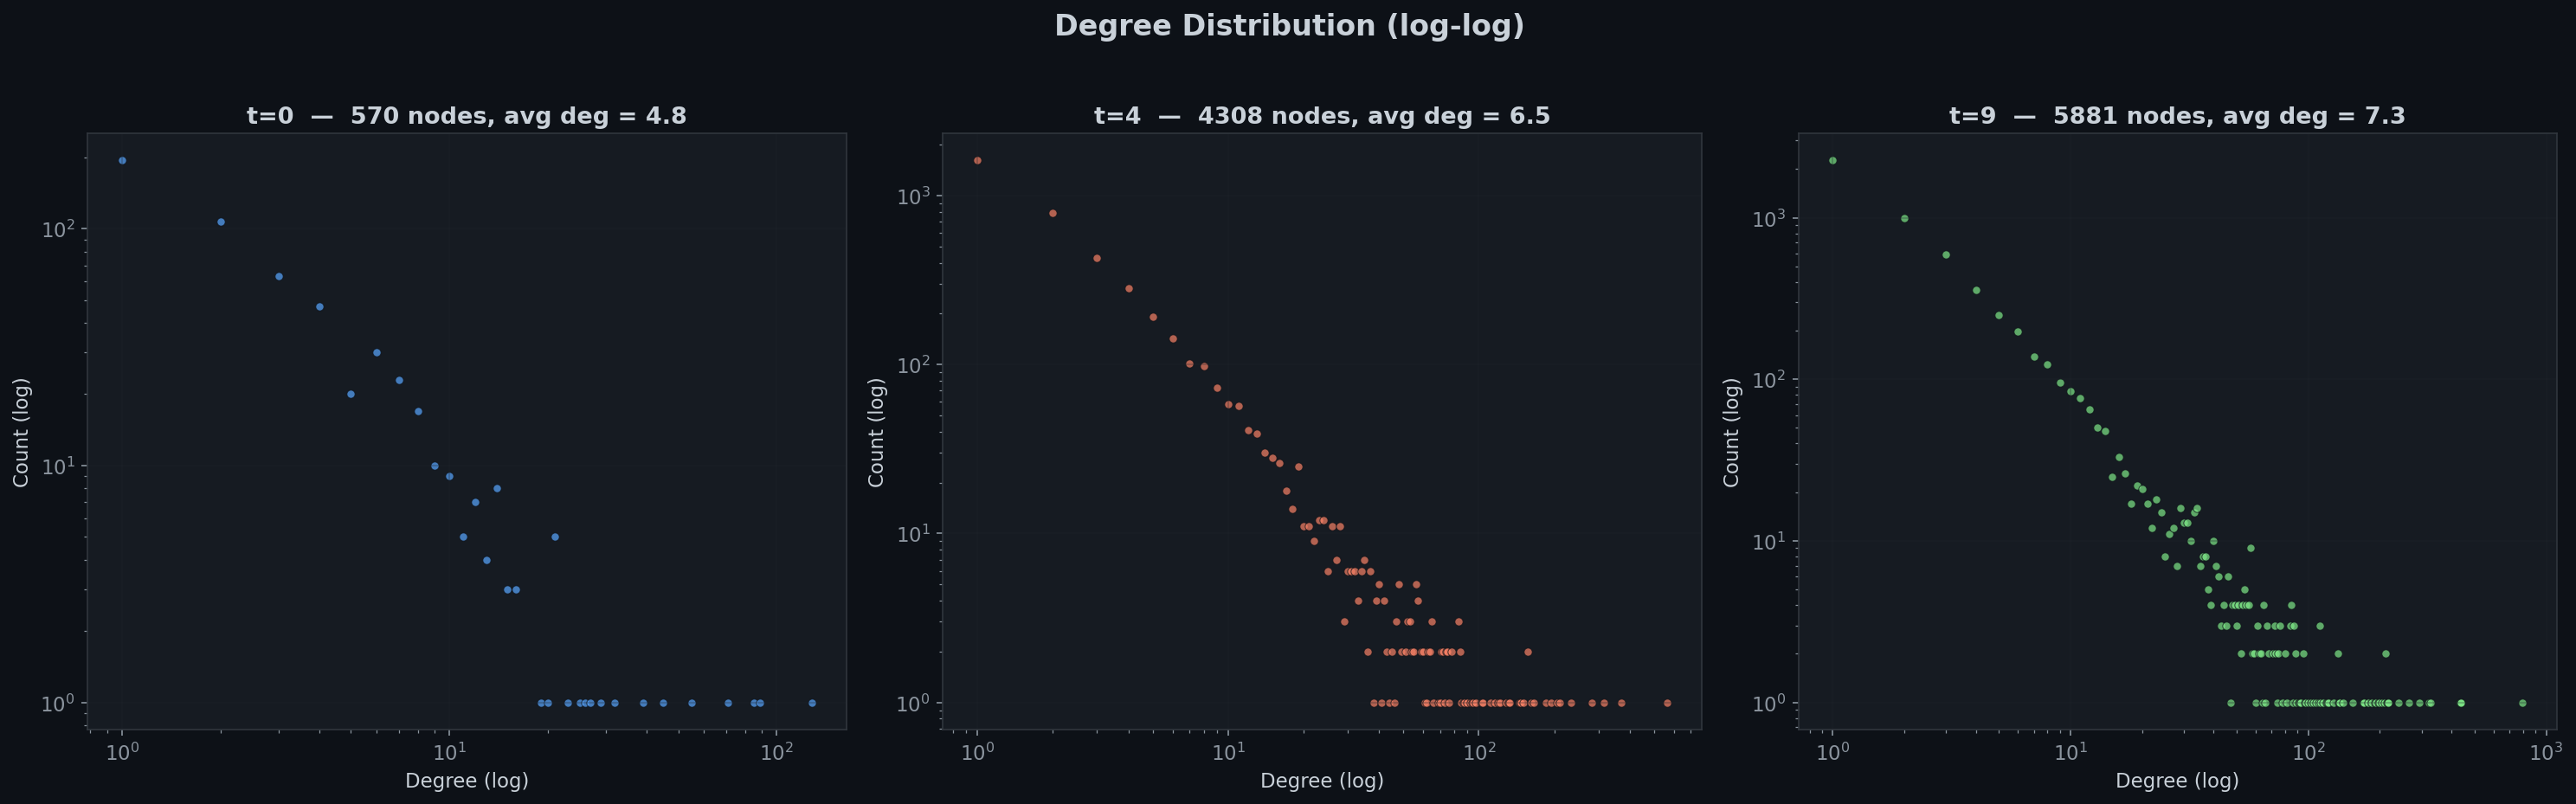 Degree Distribution (log-log)
t=0 — 570 nodes, avg deg = 4.8
Count (log)
10²
10¹
10⁰
10⁰ 10¹ 10²
Degree (log)
t=4 — 4308 nodes, avg deg = 6.5
Count (log)
10³
10²
10¹
10⁰
10⁰ 10¹ 10²
Degree (log)
t=9 — 5881 nodes, avg deg = 7.3
Count (log)
10³
10²
10¹
10⁰
10⁰ 10¹ 10² 10³
Degree (log)